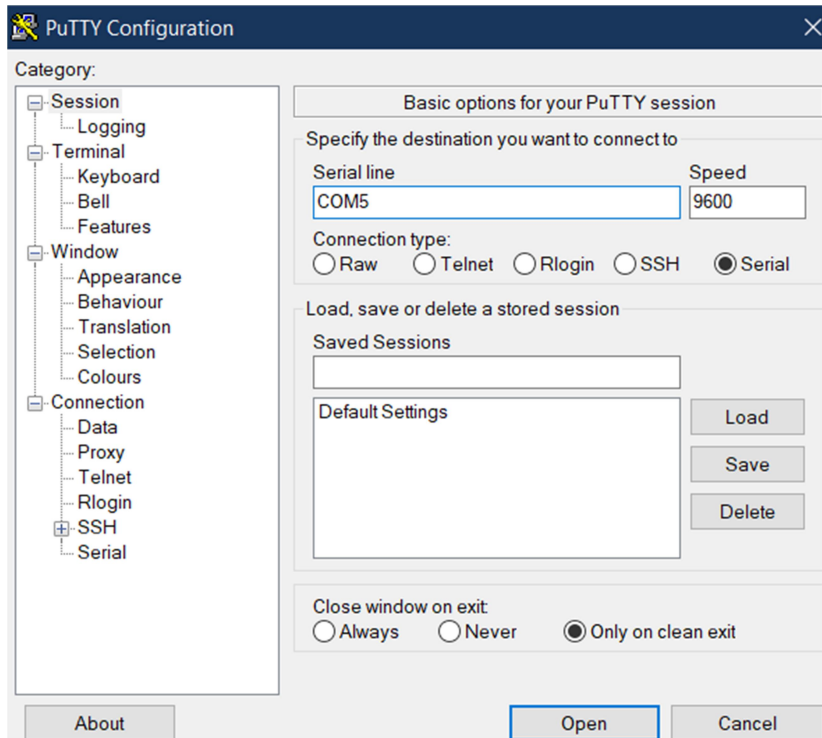 PuTTY Configuration
Category:
Session
Logging
Terminal
Keyboard
Bell
Features
Window
Appearance
Behaviour
Translation
Selection
Colours
Connection
Data
Proxy
Telnet
Rlogin
SSH
Serial
Basic options for your PuTTY session
Specify the destination you want to connect to
Serial line Speed
COM5 9600
Connection type:
Raw Telnet Rlogin SSH Serial
Load, save or delete a stored session
Saved Sessions
Default Settings
Load
Save
Delete
Close window on exit:
Always Never Only on clean exit
About Open Cancel